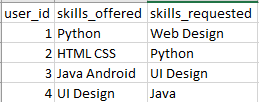 user_id skills_offered skills_requested
1 Python Web Design
2 HTML CSS Python
3 Java Android UI Design
4 UI Design Java